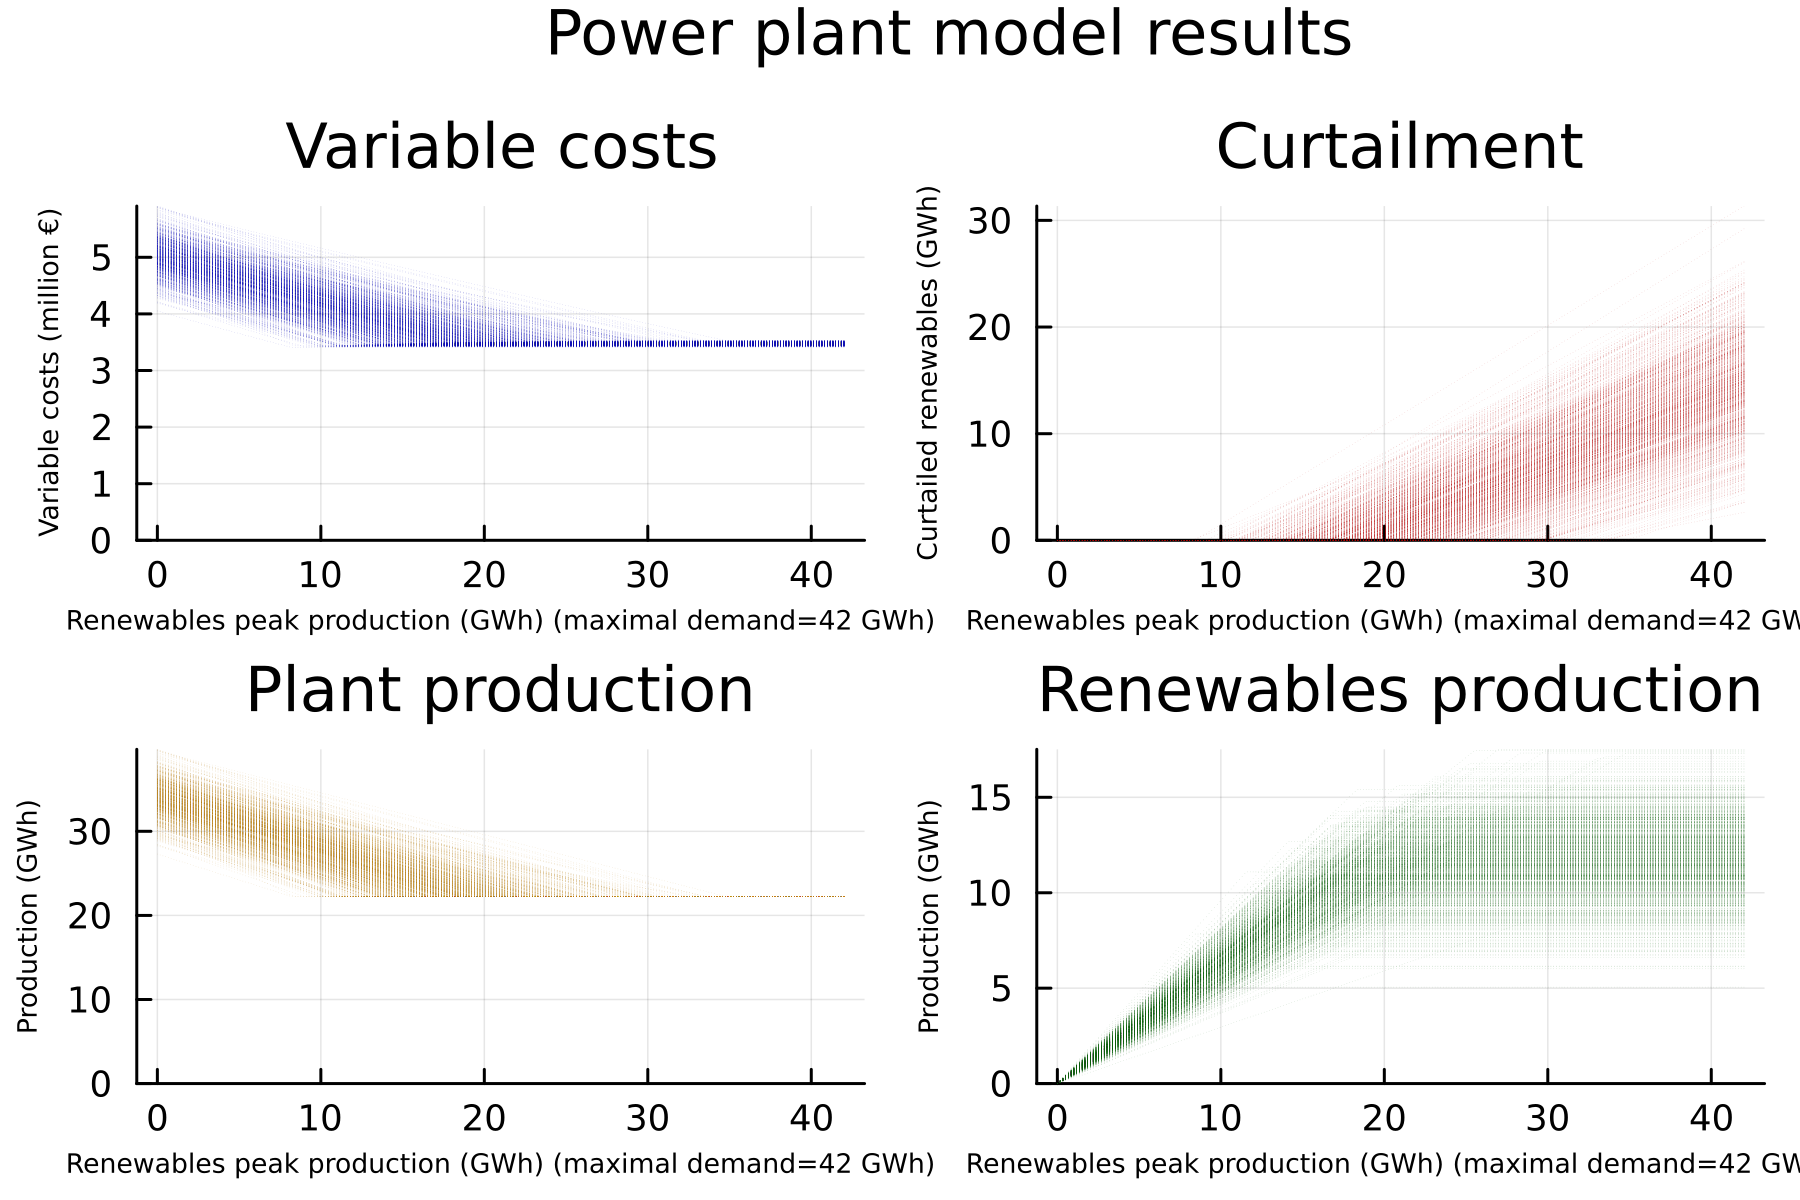 Power plant model results
Variable costs
Variable costs (million €)
5
4
3
2
1
0
0 10 20 30 40
Renewables peak production (GWh) (maximal demand=42 GWh)
Curtailment
Curtailed renewables (GWh)
30
20
10
0
0 10 20 30 40
Renewables peak production (GWh) (maximal demand=42 GW
Plant production
Production (GWh)
30
20
10
0
0 10 20 30 40
Renewables peak production (GWh) (maximal demand=42 GWh)
Renewables production
Production (GWh)
15
10
5
0
0 10 20 30 40
Renewables peak production (GWh) (maximal demand=42 GW